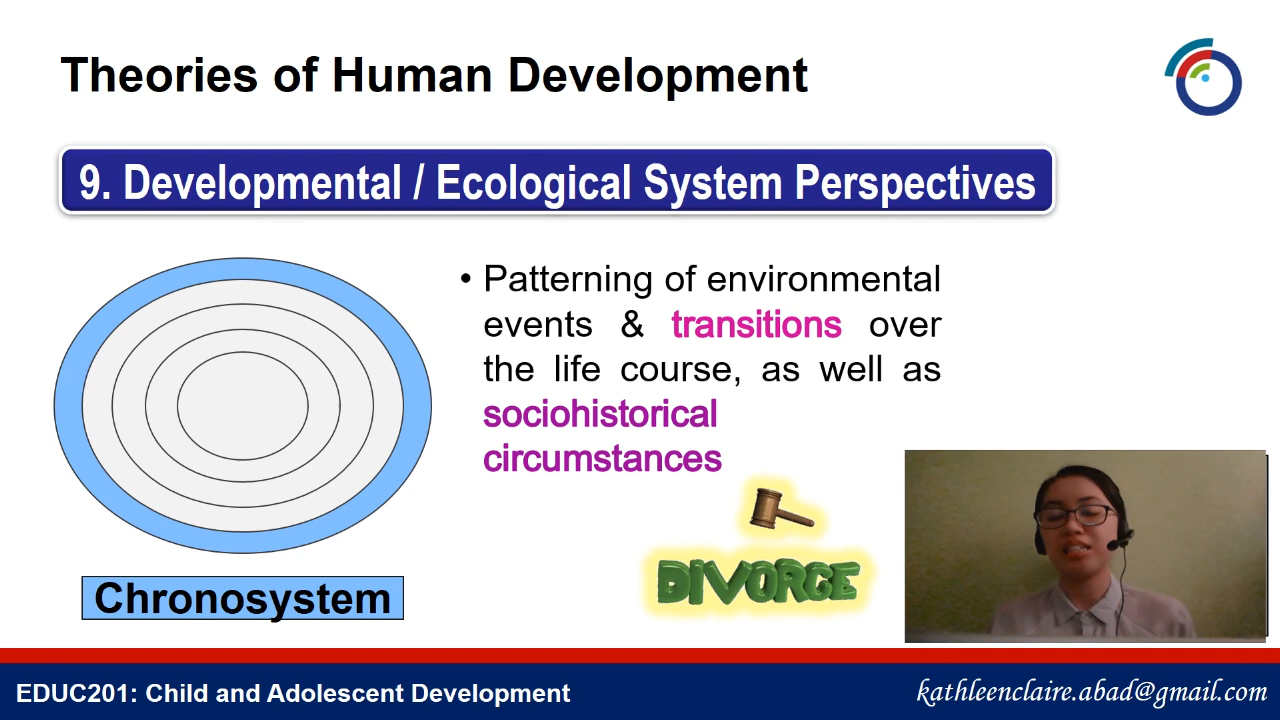 Theories of Human Development
9. Developmental / Ecological System Perspectives
• Patterning of environmental
events & transitions over
the life course, as well as
sociohistorical
circumstances
DIVORCE
Chronosystem
EDUC201: Child and Adolescent Development
kathleenclaire.abad@gmail.com